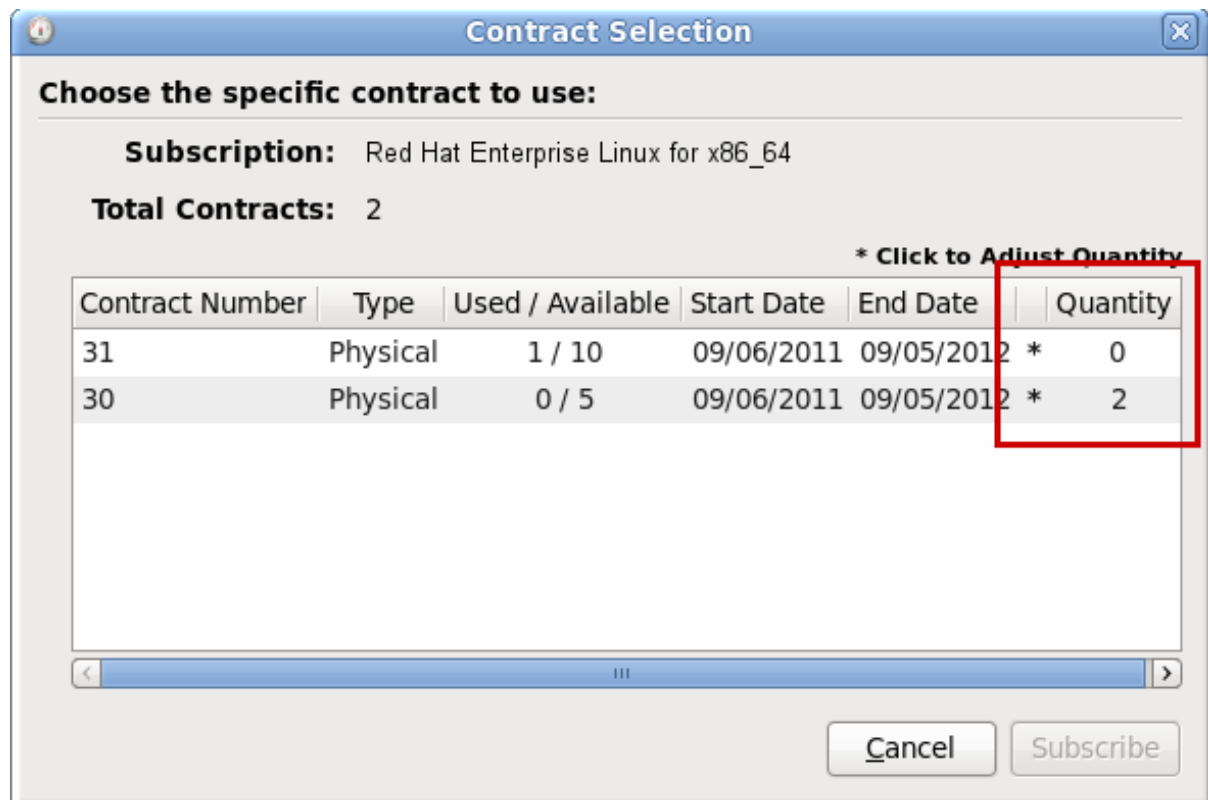 Contract Selection
Choose the specific contract to use:
Subscription: Red Hat Enterprise Linux for x86_64
Total Contracts: 2
* Click to Adjust Quantity
Contract Number Type Used / Available Start Date End Date Quantity
31 Physical 1 / 10 09/06/2011 09/05/2012 * 0
30 Physical 0 / 5 09/06/2011 09/05/2012 * 2
Cancel Subscribe